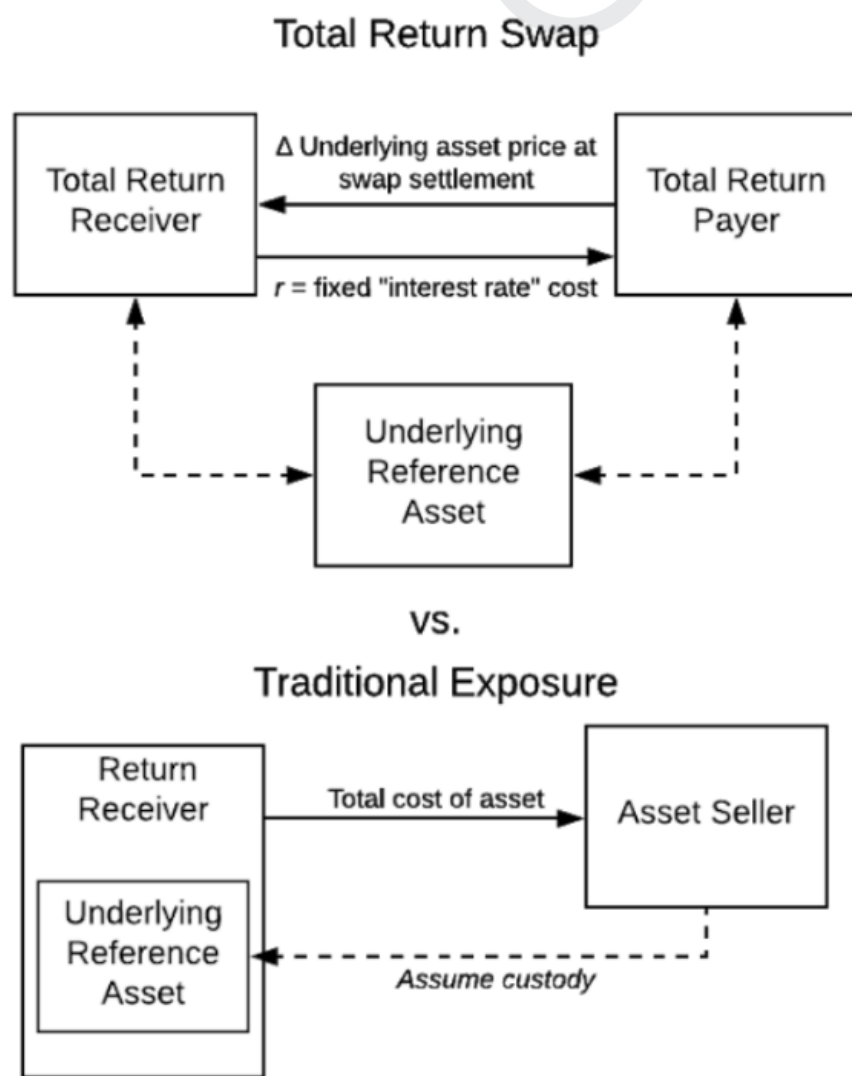 Total Return Swap
Total Return
Receiver
Δ Underlying asset price at
swap settlement
r = fixed "interest rate" cost
Total Return
Payer
Underlying
Reference
Asset
vs.
Traditional Exposure
Return
Receiver
Total cost of asset
Asset Seller
Underlying
Reference
Asset
Assume custody